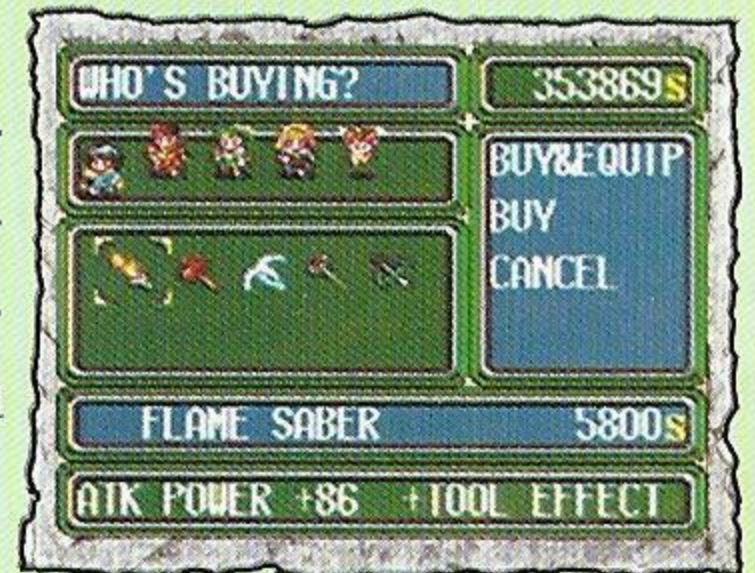 WHO'S BUYING?
353869S
BUY&EQUIP
BUY
CANCEL
FLAME SABER 5800S
ATK POWER +86 +TOOL EFFECT